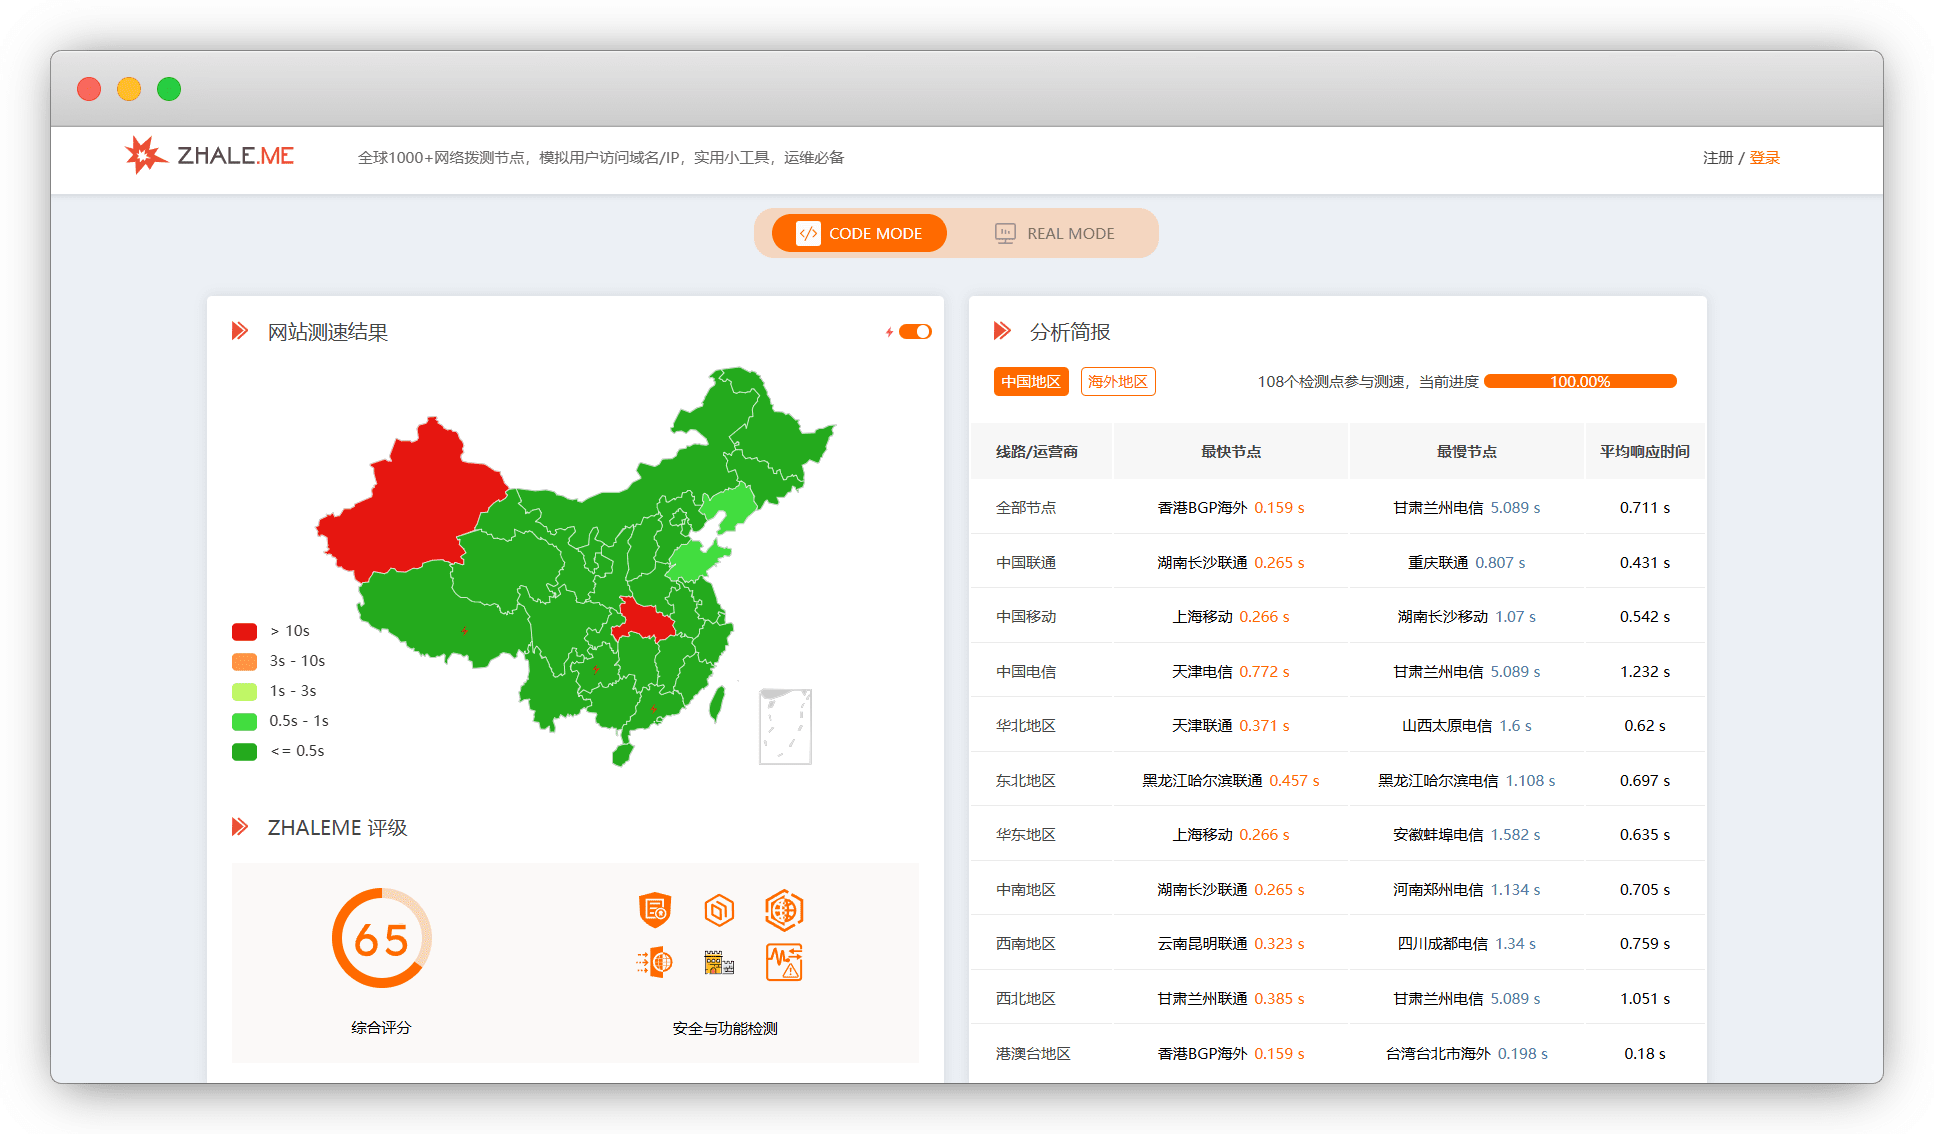 ZHALE.ME
全球1000+网络拨测节点，模拟用户访问域名/IP，实用小工具，运维必备
注册 / 登录
CODE MODE
REAL MODE
网站测速结果
> 10s
3s - 10s
1s - 3s
0.5s - 1s
<= 0.5s
ZHALEME 评级
65
综合评分
安全与功能检测
分析简报
中国地区 海外地区 108个检测点参与测速，当前进度 100.00%
线路/运营商 最快节点 最慢节点 平均响应时间
全部节点 香港BGP海外 0.159 s 甘肃兰州电信 5.089 s 0.711 s
中国联通 湖南长沙联通 0.265 s 重庆联通 0.807 s 0.431 s
中国移动 上海移动 0.266 s 湖南长沙移动 1.07 s 0.542 s
中国电信 天津电信 0.772 s 甘肃兰州电信 5.089 s 1.232 s
华北地区 天津联通 0.371 s 山西太原电信 1.6 s 0.62 s
东北地区 黑龙江哈尔滨联通 0.457 s 黑龙江哈尔滨电信 1.108 s 0.697 s
华东地区 上海移动 0.266 s 安徽蚌埠电信 1.582 s 0.635 s
中南地区 湖南长沙联通 0.265 s 河南郑州电信 1.134 s 0.705 s
西南地区 云南昆明联通 0.323 s 四川成都电信 1.34 s 0.759 s
西北地区 甘肃兰州联通 0.385 s 甘肃兰州电信 5.089 s 1.051 s
港澳台地区 香港BGP海外 0.159 s 台湾台北市海外 0.198 s 0.18 s